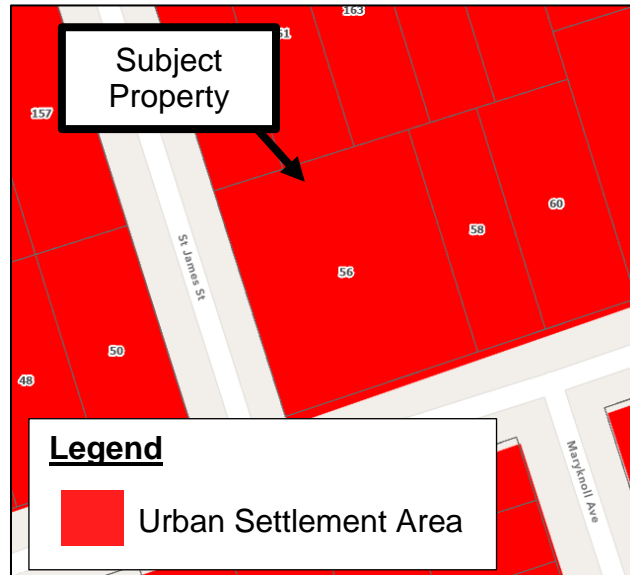 163
Subject
Property
157
58
60
56
St James St
50
48
Legend
Urban Settlement Area
Maryknoll Ave